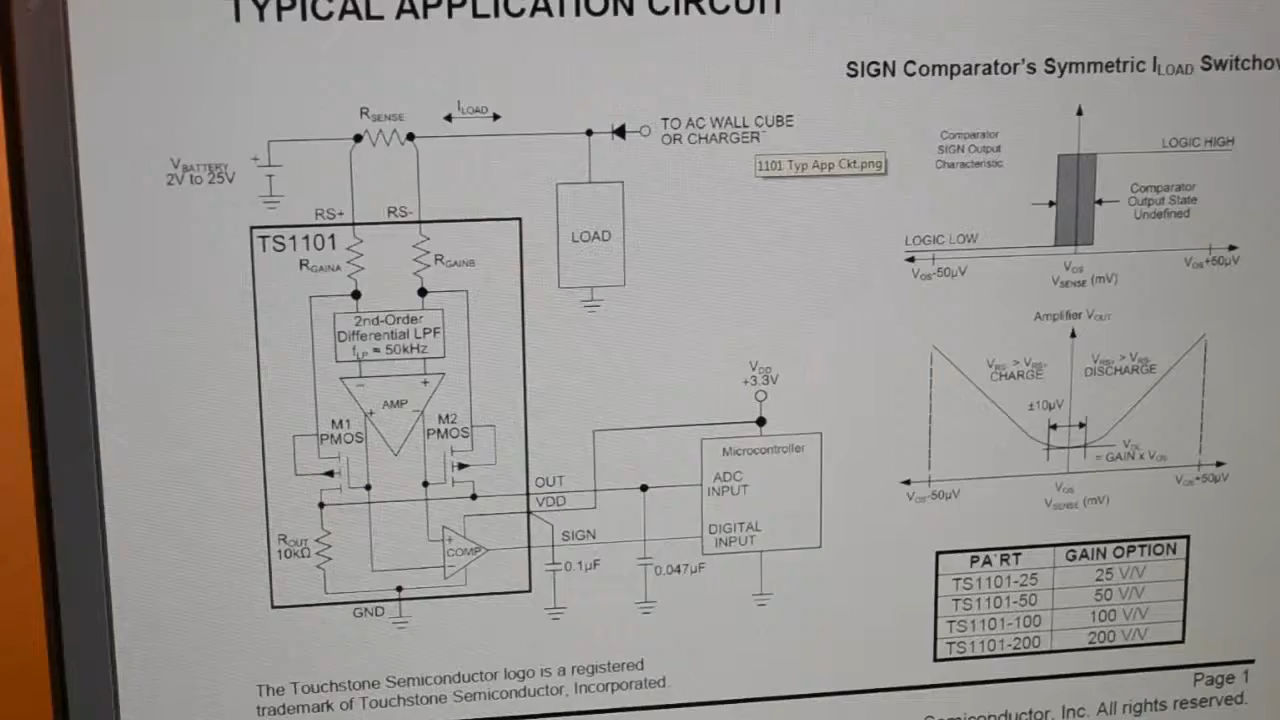 TYPICAL APPLICATION CIRCUIT
SIGN Comparator's Symmetric ILOAD
RSENSE
ILOAD
TO AC WALL CUBE
OR CHARGER
1101 Typ App Ckt.png
VBATTERY
2V to 25V
+
RS+
RS-
TS1101
RGAINA
RGAINB
LOAD
2nd-Order
Differential LPF
fLP = 50kHz
− +
AMP
+ −
M1
PMOS
M2
PMOS
VDD
+3.3V
Microcontroller
ADC
INPUT
DIGITAL
INPUT
OUT
VDD
SIGN
ROUT
10kΩ
+
COMP
−
0.1µF
0.047µF
GND
Comparator
SIGN Output
Characteristic
LOGIC HIGH
Comparator
Output State
Undefined
LOGIC LOW
VOS-50µV
VOS
VSENSE (mV)
VOS+50µV
Amplifier VOUT
VRS- > VRS+
CHARGE
VRS+ > VRS-
DISCHARGE
±10µV
VOL
= GAIN x VOS
VOS-50µV
VOS
VSENSE (mV)
VOS+50µV
PART GAIN OPTION
TS1101-25 25 V/V
TS1101-50 50 V/V
TS1101-100 100 V/V
TS1101-200 200 V/V
The Touchstone Semiconductor logo is a registered
trademark of Touchstone Semiconductor, Incorporated.
Page 1
Semiconductor, Inc. All rights reserved.